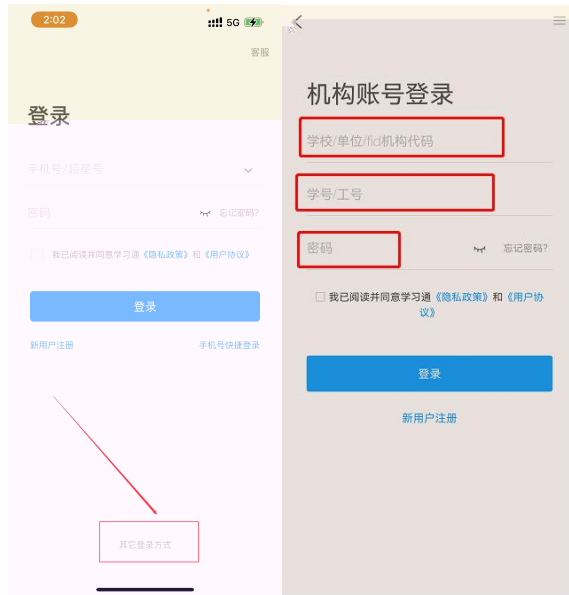 2:02
5G
客服
登录
手机号/超星号
密码
忘记密码?
我已阅读并同意学习通《隐私政策》和《用户协议》
登录
新用户注册
手机号快捷登录
其它登录方式
机构账号登录
学校/单位/fid机构代码
学号/工号
密码
忘记密码?
我已阅读并同意学习通《隐私政策》和《用户协
议》
登录
新用户注册